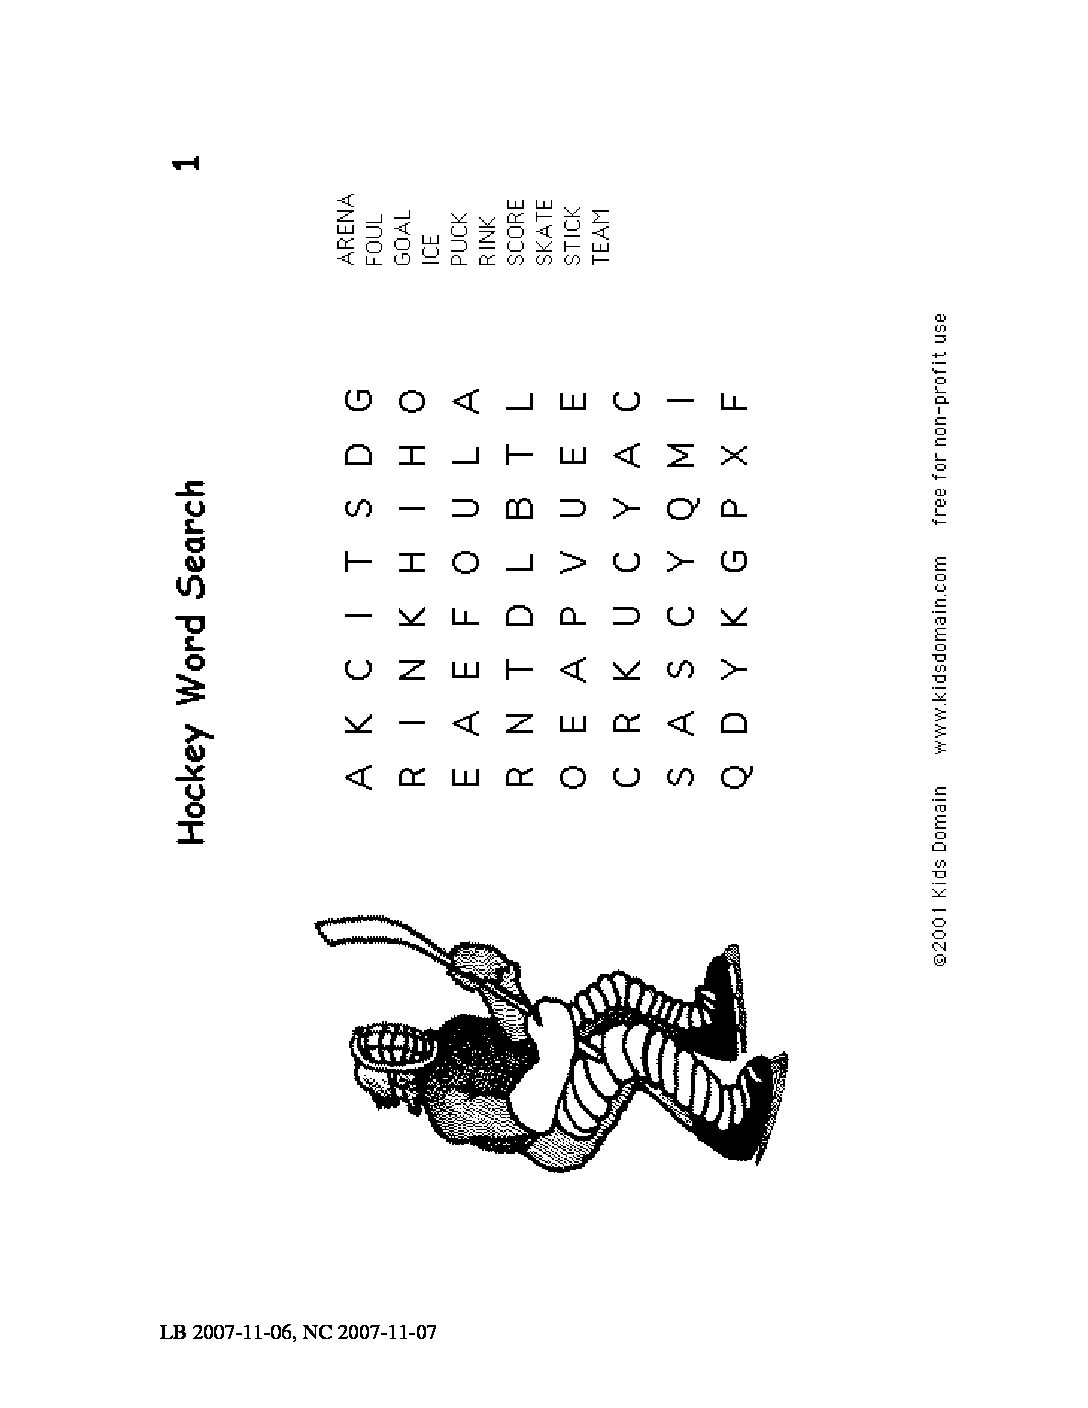 Hockey Word Search 1
A K C I T S D G
R I N K H I H O
E A E F O U L A
R N T D L B T L
O E A P V U E E
C R K U C Y A C
S A S C Y Q M I
Q D Y K G P X F
ARENA
FOUL
GOAL
ICE
PUCK
RINK
SCORE
SKATE
STICK
TEAM
©2001 Kids Domain www.kidsdomain.com free for non-profit use
LB 2007-11-06, NC 2007-11-07